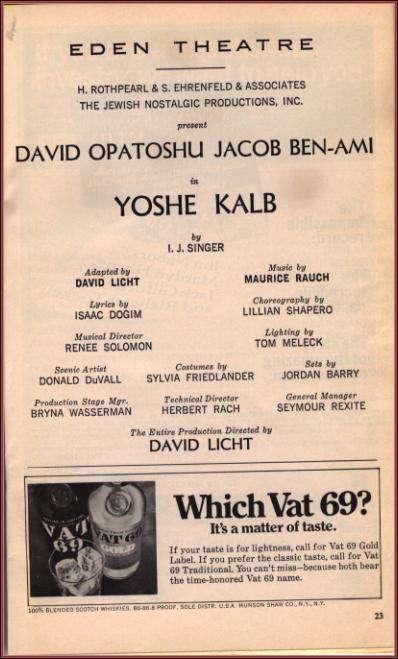 EDEN THEATRE
H. ROTHPEARL & S. EHRENFELD & ASSOCIATES
THE JEWISH NOSTALGIC PRODUCTIONS, INC.
present
DAVID OPATOSHU JACOB BEN-AMI
in
YOSHE KALB
by
I. J. SINGER
Adapted by
DAVID LICHT
Music by
MAURICE RAUCH
Lyrics by
ISAAC DOGIM
Choreography by
LILLIAN SHAPERO
Musical Director
RENEE SOLOMON
Lighting by
TOM MELECK
Scenic Artist
DONALD DuVALL
Costumes by
SYLVIA FRIEDLANDER
Sets by
JORDAN BARRY
Production Stage Mgr.
BRYNA WASSERMAN
Technical Director
HERBERT RACH
General Manager
SEYMOUR REXITE
The Entire Production Directed by
DAVID LICHT
VAT
69
VAT 69
GOLD
Which Vat 69?
It's a matter of taste.
If your taste is for lightness, call for Vat 69 Gold
Label. If you prefer the classic taste, call for Vat
69 Traditional. You can't miss—because both bear
the time-honored Vat 69 name.
100% BLENDED SCOTCH WHISKIES. 86-86.8 PROOF. SOLE DISTR. U.S.A. MUNSON SHAW CO., N.Y., N.Y.
23